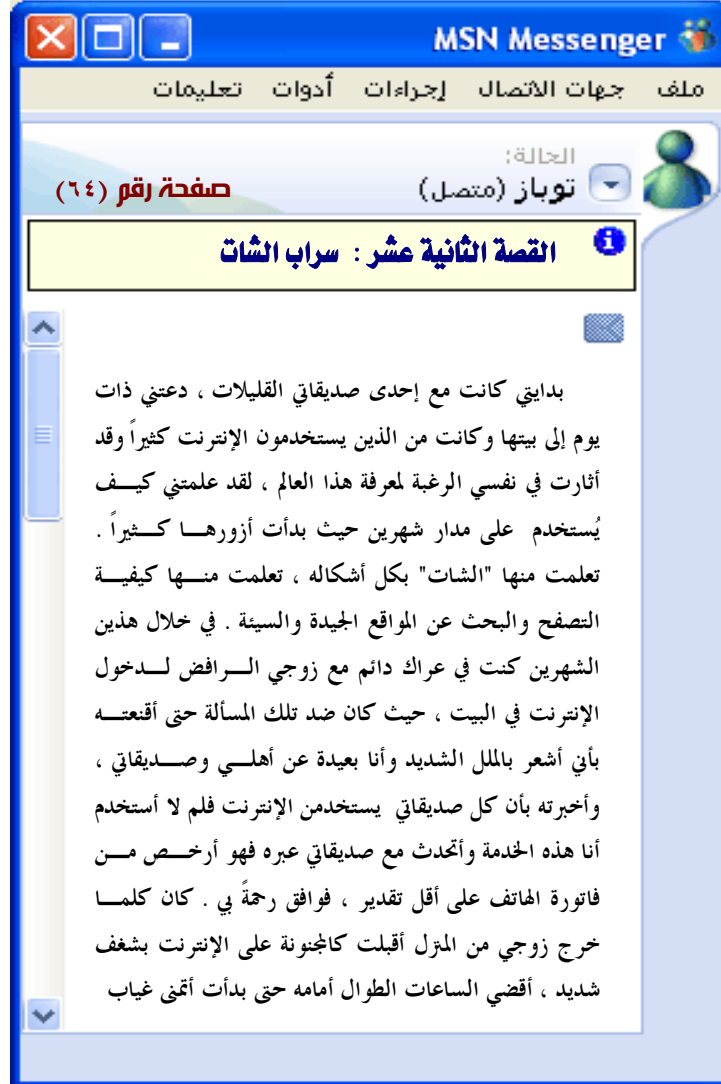 MSN Messenger
ملف جهات الاتصال إجراءات أدوات تعليمات
الحالة:
توباز (متصل)
صفحة رقم (٦٤)
القصة الثانية عشر : سراب الشات
بدايتي كانت مع إحدى صديقاتي القليلات ، دعتني ذات
يوم إلى بيتها وكانت من الذين يستخدمون الإنترنت كثيراً وقد
أثارت في نفسي الرغبة لمعرفة هذا العالم ، لقد علمتني كيف
يُستخدم على مدار شهرين حيث بدأت أزورها كثيراً .
تعلمت منها "الشات" بكل أشكاله ، تعلمت منها كيفية
التصفح والبحث عن المواقع الجيدة والسيئة . في خلال هذين
الشهرين كنت في عراك دائم مع زوجي الرافض لدخول
الإنترنت في البيت ، حيث كان ضد تلك المسألة حتى أقنعته
بأني أشعر بالملل الشديد وأنا بعيدة عن أهلي وصديقاتي ،
وأخبرته بأن كل صديقاتي يستخدمن الإنترنت فلم لا أستخدم
أنا هذه الخدمة وأتحدث مع صديقاتي عبره فهو أرخص من
فاتورة الهاتف على أقل تقدير ، فوافق رحمةً بي . كان كلما
خرج زوجي من المنزل أقبلت كالمجنونة على الإنترنت بشغف
شديد ، أقضي الساعات الطوال أمامه حتى بدأت أتمنى غياب